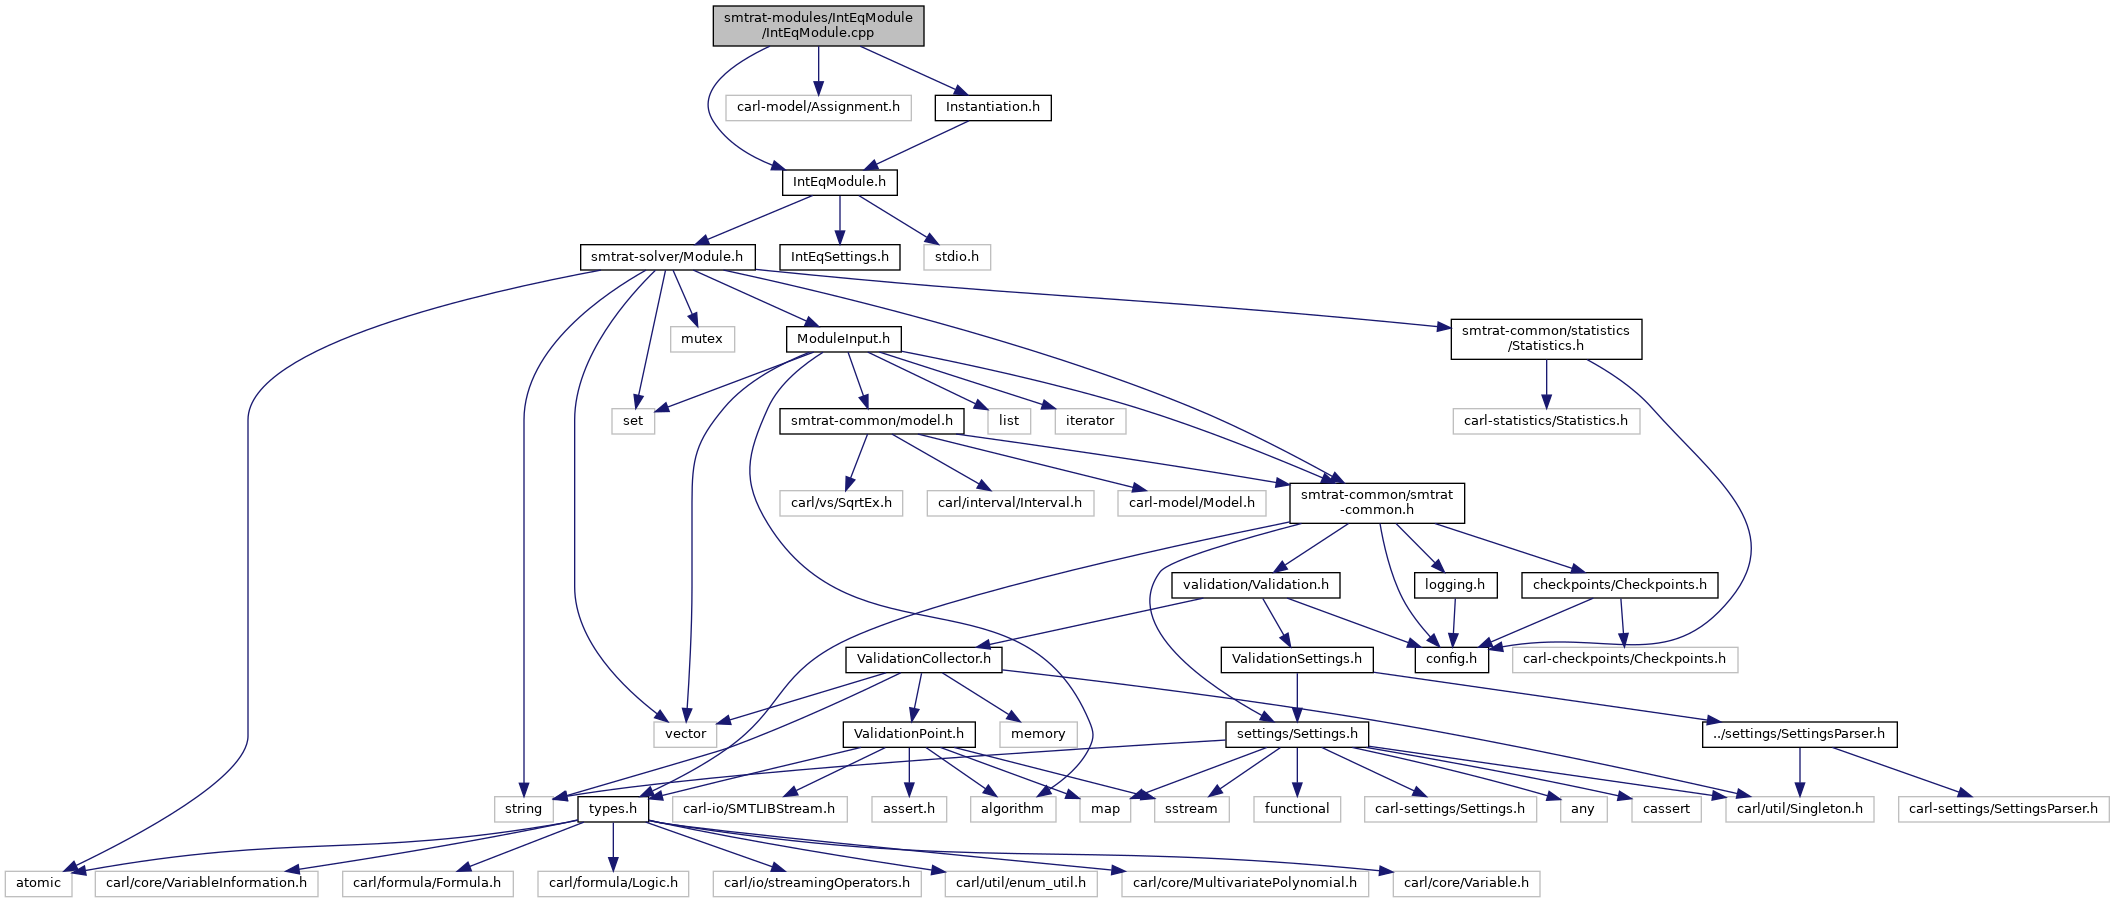 smtrat-modules/IntEqModule
/IntEqModule.cpp
carl-model/Assignment.h
Instantiation.h
IntEqModule.h
smtrat-solver/Module.h
IntEqSettings.h
stdio.h
mutex
ModuleInput.h
smtrat-common/statistics
/Statistics.h
set
smtrat-common/model.h
list
iterator
carl-statistics/Statistics.h
carl/vs/SqrtEx.h
carl/interval/Interval.h
carl-model/Model.h
smtrat-common/smtrat
-common.h
validation/Validation.h
logging.h
checkpoints/Checkpoints.h
ValidationCollector.h
ValidationSettings.h
config.h
carl-checkpoints/Checkpoints.h
vector
ValidationPoint.h
memory
settings/Settings.h
../settings/SettingsParser.h
string
types.h
carl-io/SMTLIBStream.h
assert.h
algorithm
map
sstream
functional
carl-settings/Settings.h
any
cassert
carl/util/Singleton.h
carl-settings/SettingsParser.h
atomic
carl/core/VariableInformation.h
carl/formula/Formula.h
carl/formula/Logic.h
carl/io/streamingOperators.h
carl/util/enum_util.h
carl/core/MultivariatePolynomial.h
carl/core/Variable.h